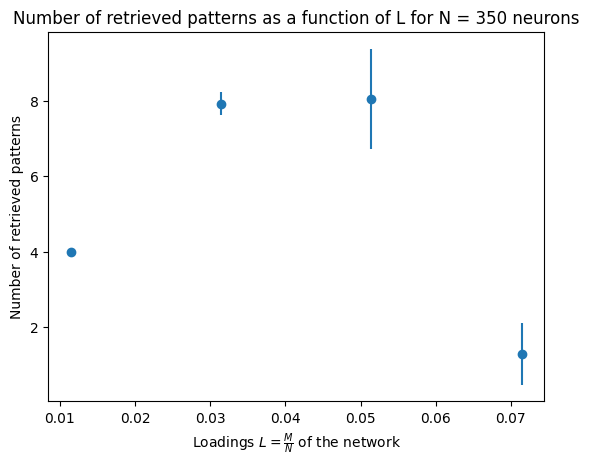 Number of retrieved patterns as a function of L for N = 350 neurons
Number of retrieved patterns
8
6
4
2
0.01 0.02 0.03 0.04 0.05 0.06 0.07
Loadings $L = \frac{M}{N}$ of the network